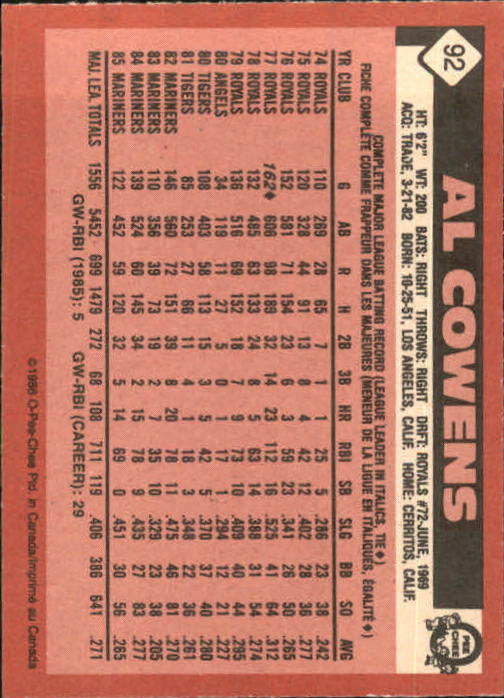 92
AL COWENS
O-PEE-CHEE
HT: 6'2" WT: 200 BATS: RIGHT THROWS: RIGHT DRFT: ROYALS #72-JUNE, 1969
ACQ: TRADE, 3-21-82 BORN: 10-25-51, LOS ANGELES, CALIF. HOME: CERRITOS, CALIF.
COMPLETE MAJOR LEAGUE BATTING RECORD (LEAGUE LEADER IN ITALICS, TIE ♦)
FICHE COMPLÈTE COMME FRAPPEUR DANS LES MAJEURES (MENEUR DE LA LIGUE EN ITALIQUES, ÉGALITÉ ♦)
YR CLUB G AB R H 2B 3B HR RBI SB SLG BB SO AVG
74 ROYALS 110 269 28 65 7 1 1 25 5 .286 23 38 .242
75 ROYALS 120 328 44 91 13 8 4 42 12 .402 28 36 .277
76 ROYALS 152 581 71 154 23 6 3 59 23 .341 26 50 .265
77 ROYALS 162♦ 606 98 189 32 14 23 112 16 .525 41 64 .312
78 ROYALS 132 485 63 133 24 8 5 63 14 .388 31 54 .274
79 ROYALS 136 516 69 152 18 7 9 73 10 .409 40 44 .295
80 ANGELS 34 119 11 27 5 0 1 17 1 .294 12 21 .227
80 TIGERS 108 403 58 113 15 3 5 42 5 .370 37 40 .280
81 TIGERS 85 253 27 66 11 4 1 18 3 .348 22 36 .261
82 MARINERS 146 560 72 151 39 8 20 78 11 .475 46 81 .270
83 MARINERS 110 356 39 73 19 2 7 35 10 .329 23 38 .205
84 MARINERS 139 524 60 145 34 2 15 78 9 .435 27 83 .277
85 MARINERS 122 452 59 120 32 5 14 69 0 .451 30 56 .265
MAJ. LEA. TOTALS 1556 5452 699 1479 272 68 108 711 119 .406 386 641 .271
GW-RBI (1985): 5 GW-RBI (CAREER): 29
©1986 O-Pee-Chee Ptd. in Canada/Imprimé au Canada